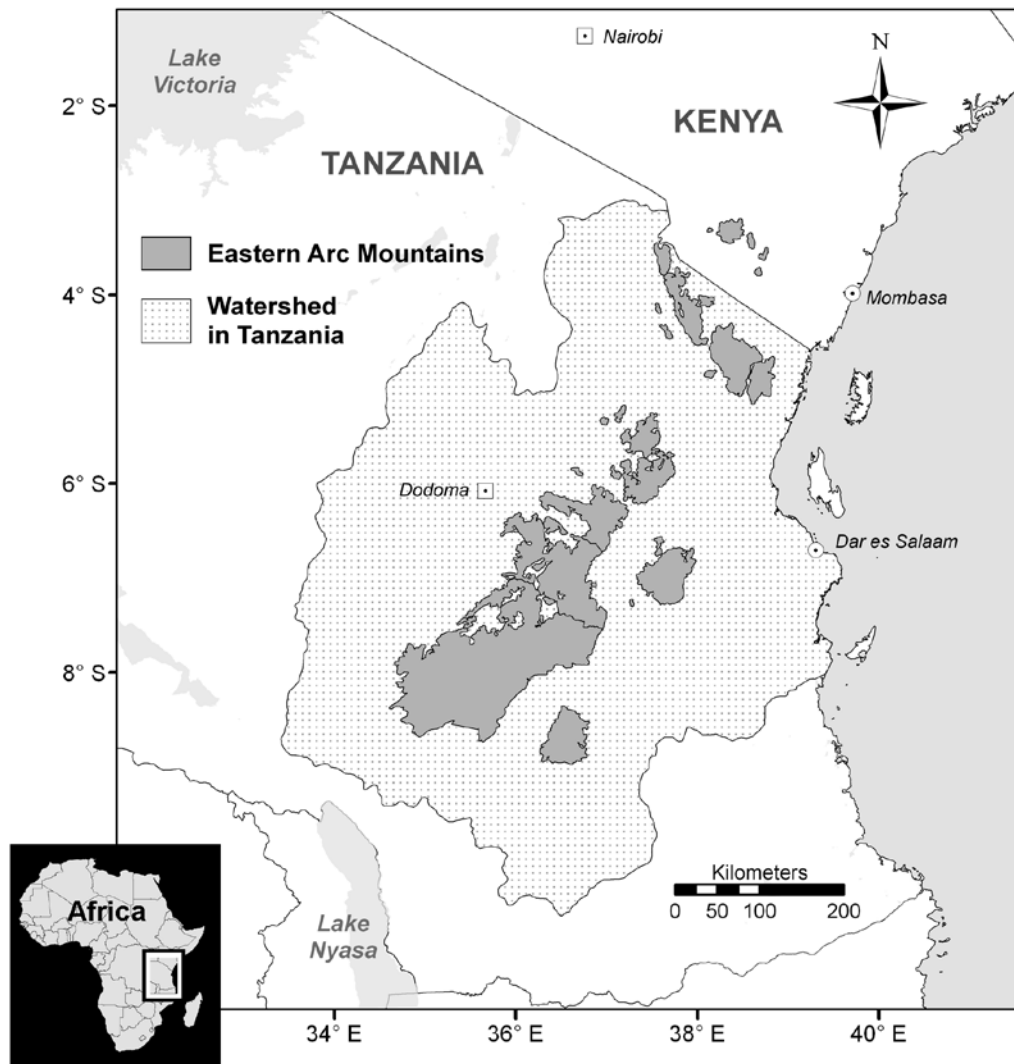 Nairobi
N
Lake
Victoria
2° S
KENYA
TANZANIA
Eastern Arc Mountains
Watershed
in Tanzania
4° S
Mombasa
6° S
Dodoma
Dar es Salaam
8° S
Kilometers
0 50 100 200
Africa
Lake
Nyasa
34° E 36° E 38° E 40° E